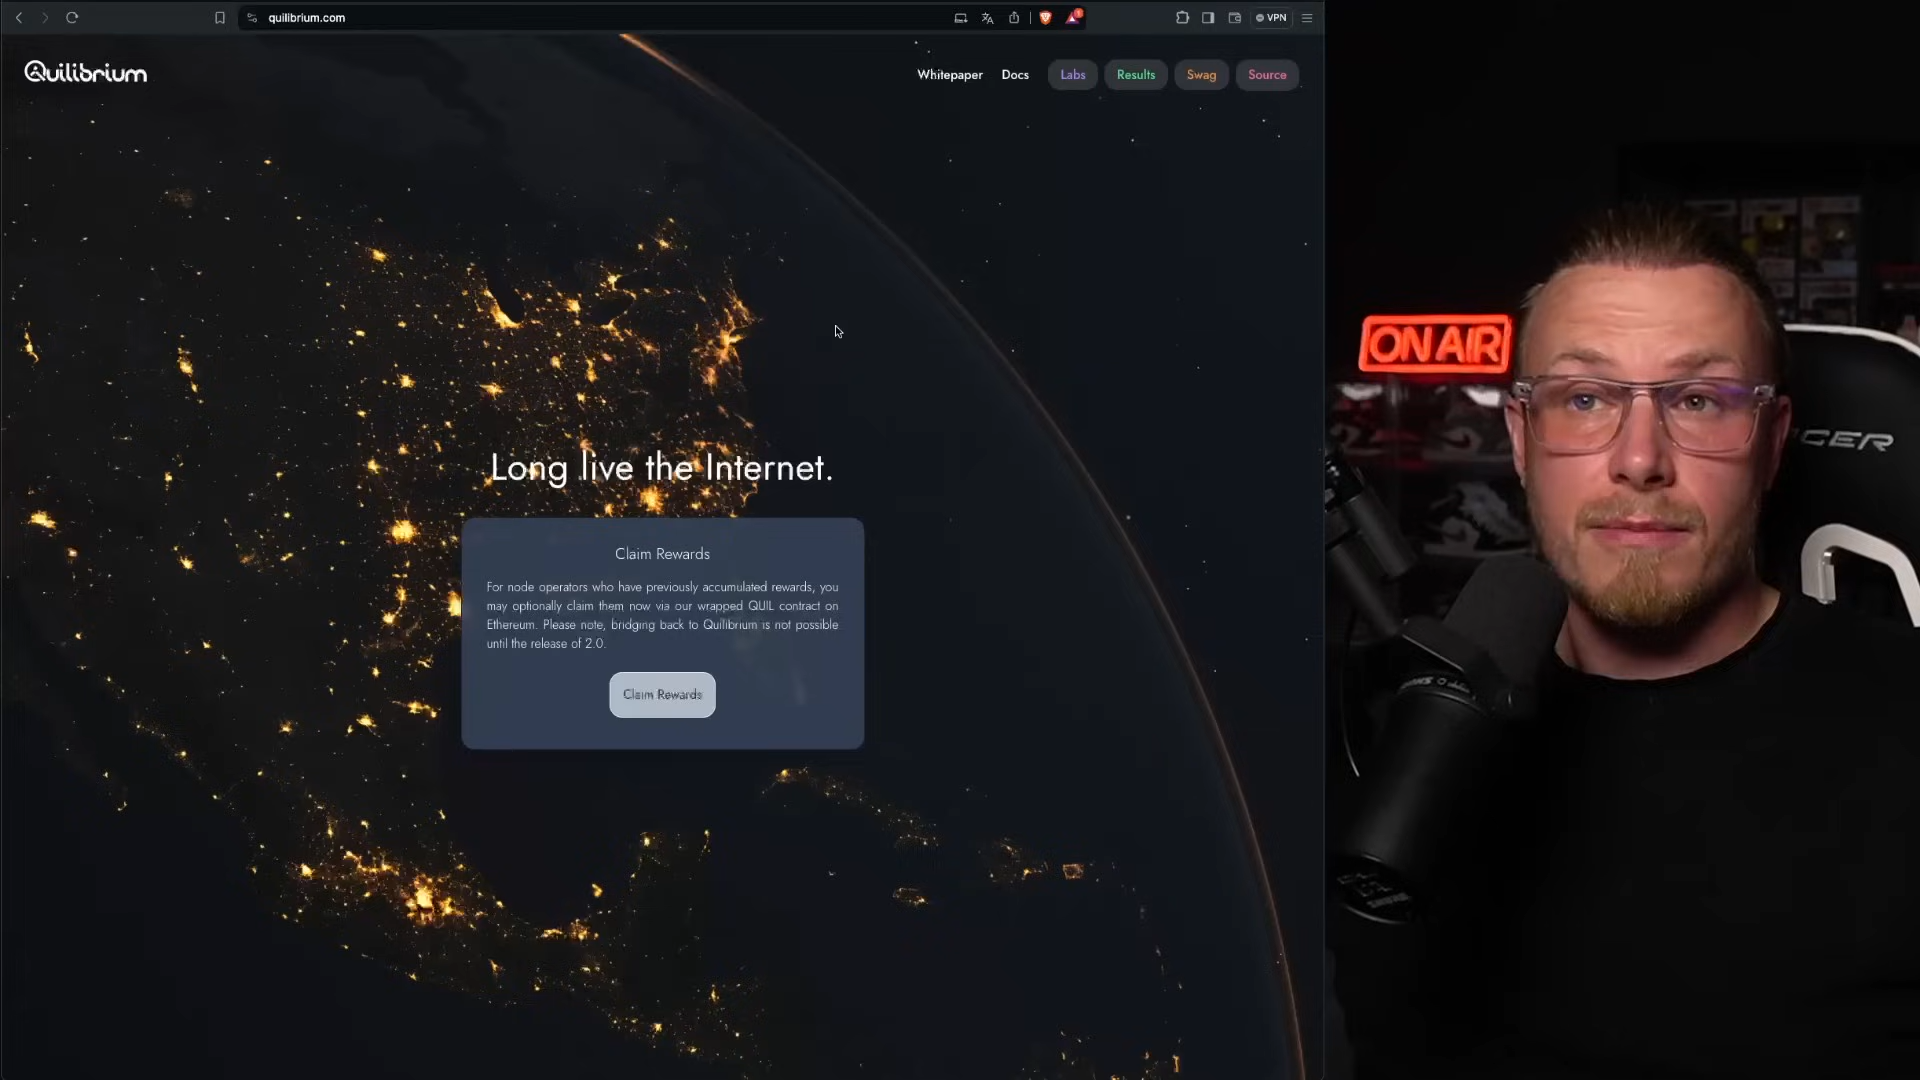 quilibrium.com
VPN
Quilibrium
Whitepaper
Docs
Labs
Results
Swag
Source
Long live the Internet.
Claim Rewards
For node operators who have previously accumulated rewards, you
may optionally claim them now via our wrapped QUIL contract on
Ethereum. Please note, bridging back to Quilibrium is not possible
until the release of 2.0.
Claim Rewards
ON AIR